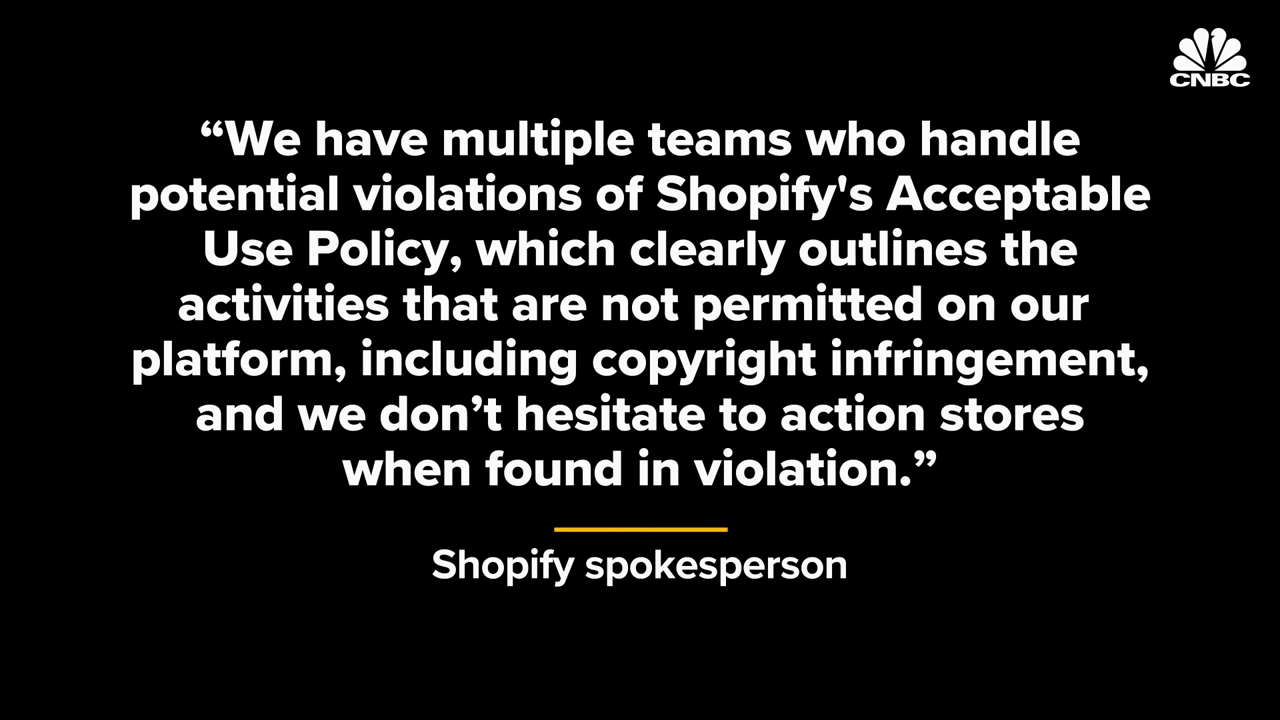 CNBC
“We have multiple teams who handle
potential violations of Shopify's Acceptable
Use Policy, which clearly outlines the
activities that are not permitted on our
platform, including copyright infringement,
and we don’t hesitate to action stores
when found in violation.”
Shopify spokesperson